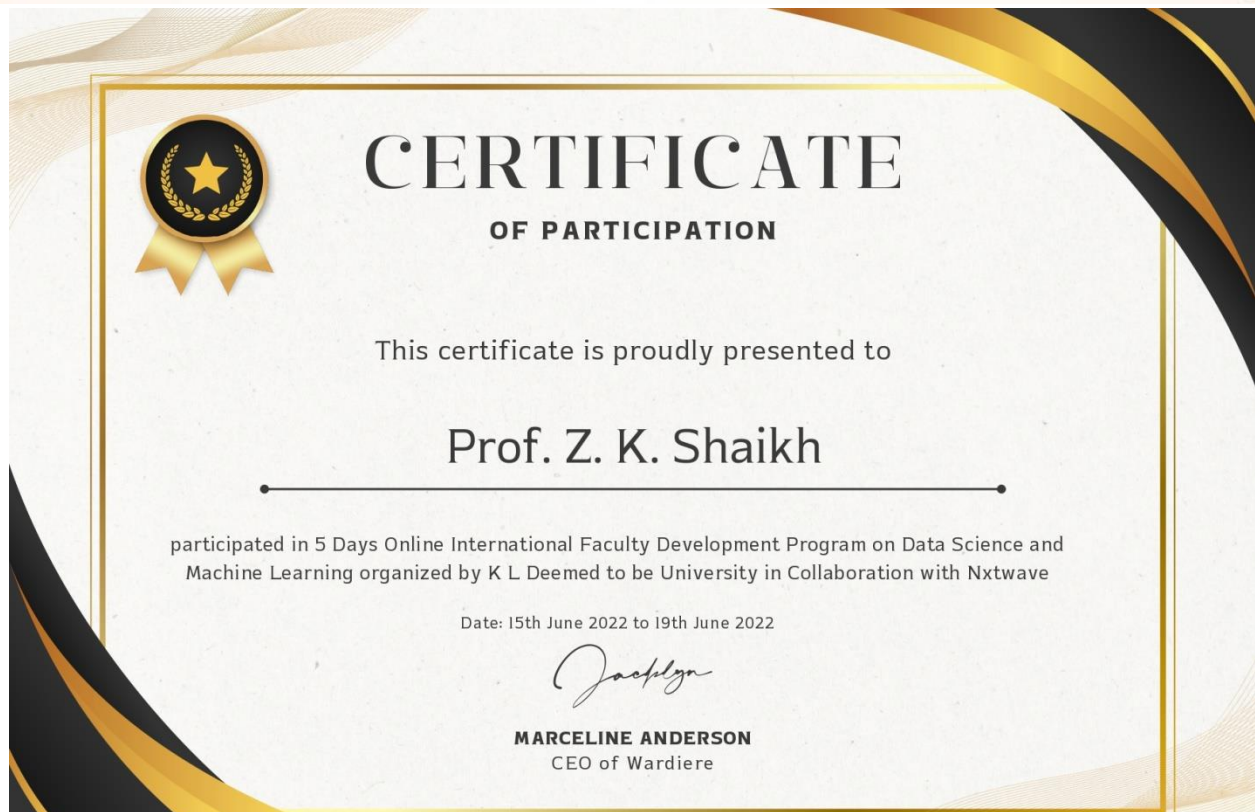 CERTIFICATE
OF PARTICIPATION
This certificate is proudly presented to
Prof. Z. K. Shaikh
participated in 5 Days Online International Faculty Development Program on Data Science and
Machine Learning organized by K L Deemed to be University in Collaboration with Nxtwave
Date: 15th June 2022 to 19th June 2022
Jacklyn
MARCELINE ANDERSON
CEO of Wardiere